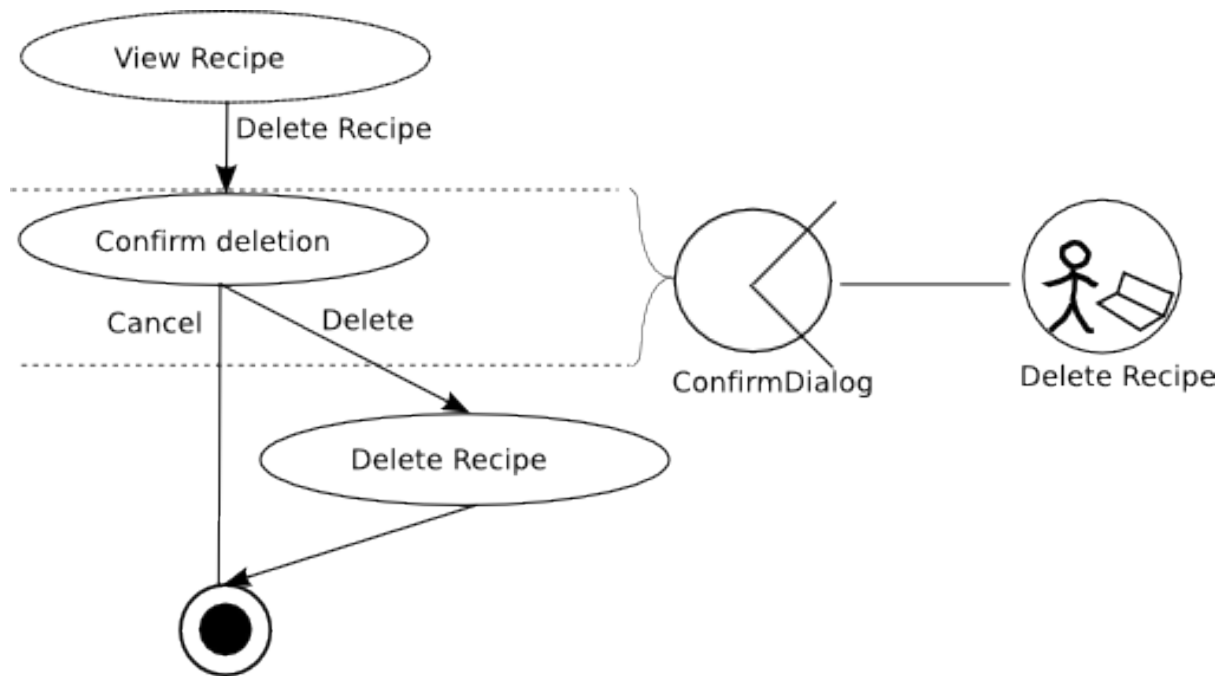 View Recipe
Delete Recipe
Confirm deletion
Cancel
Delete
ConfirmDialog
Delete Recipe
Delete Recipe